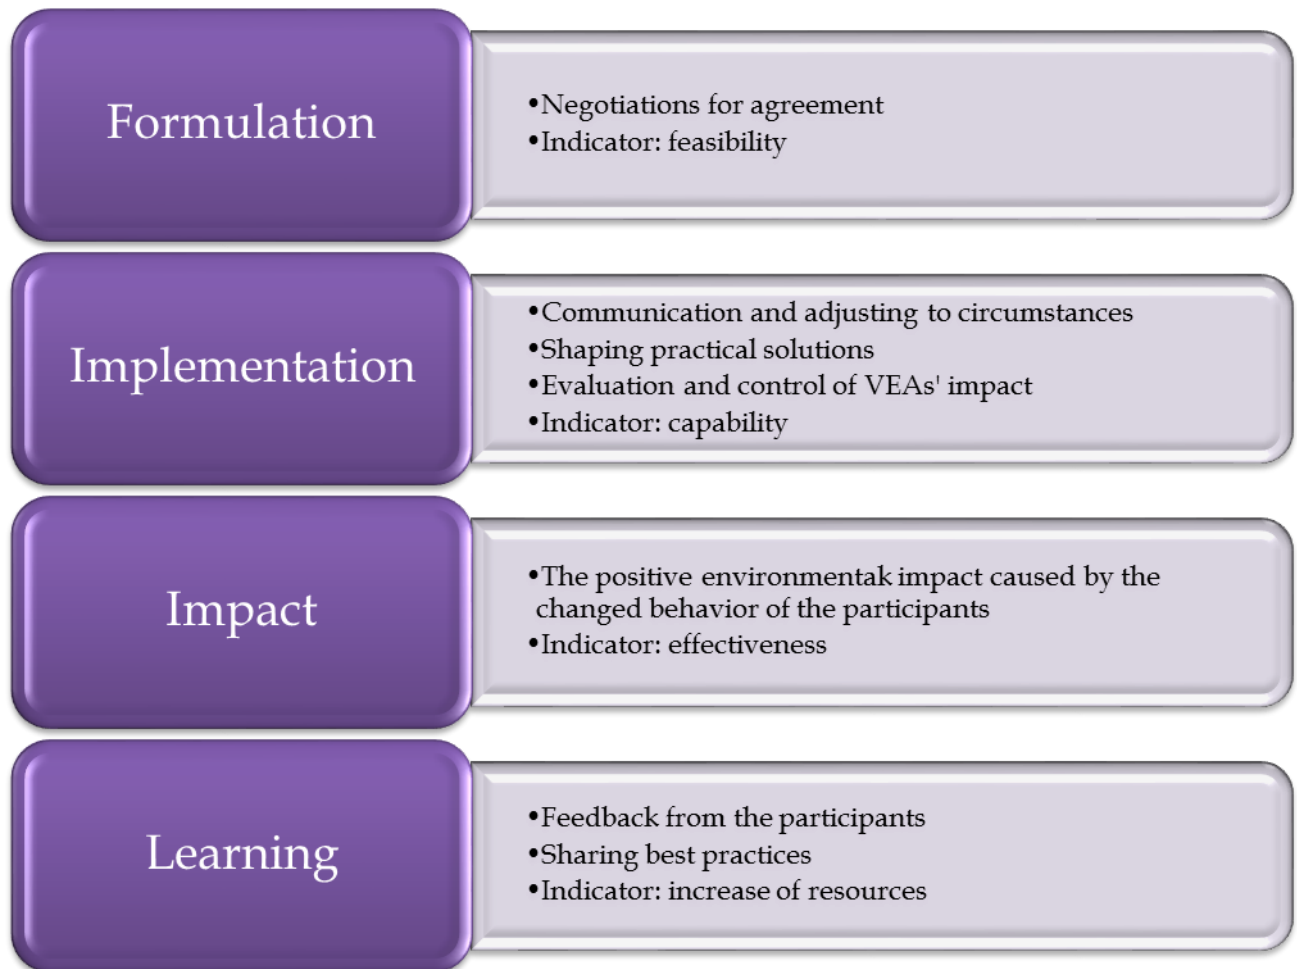 Formulation
•Negotiations for agreement
•Indicator: feasibility
Implementation
•Communication and adjusting to circumstances
•Shaping practical solutions
•Evaluation and control of VEAs' impact
•Indicator: capability
Impact
•The positive environmentak impact caused by the
changed behavior of the participants
•Indicator: effectiveness
Learning
•Feedback from the participants
•Sharing best practices
•Indicator: increase of resources